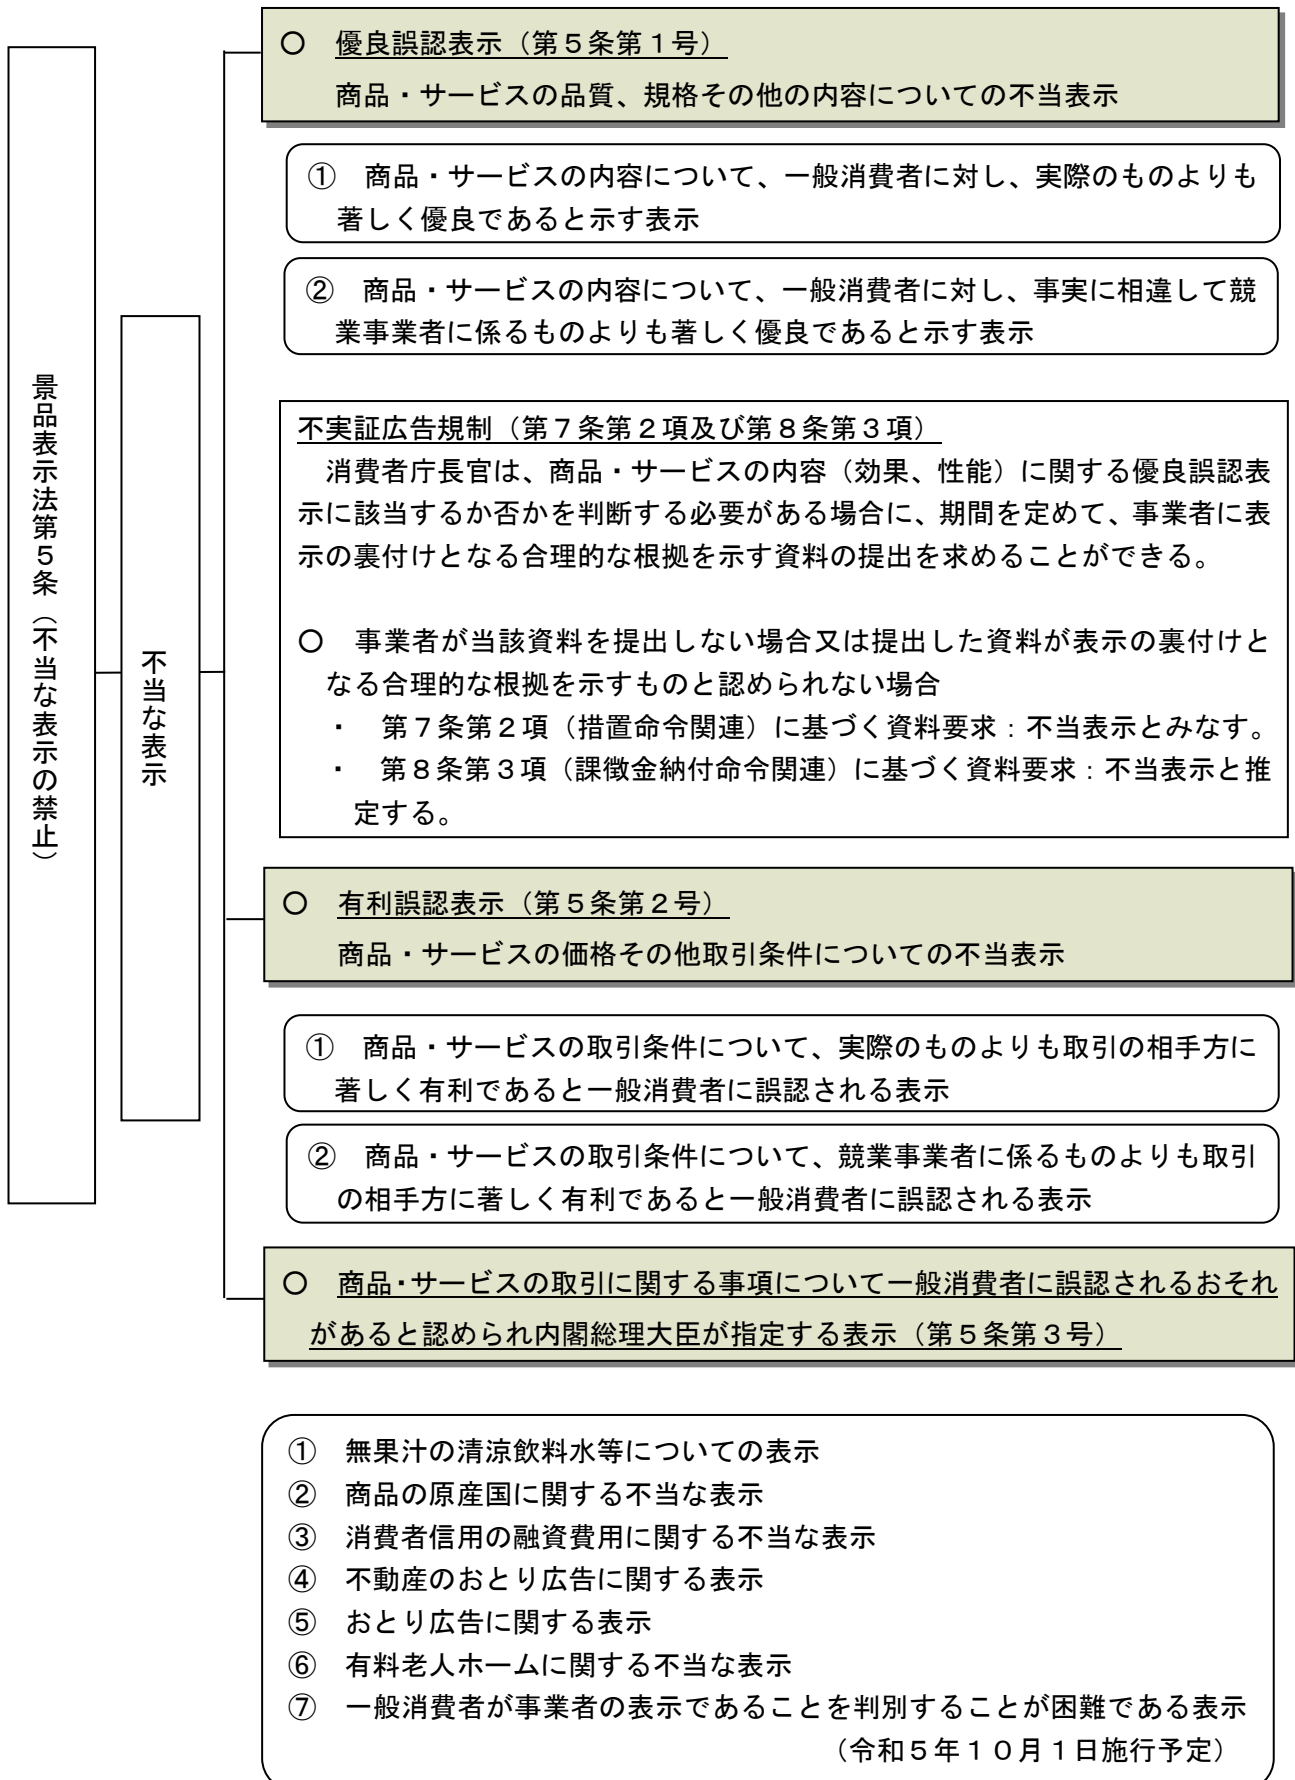 景品表示法第５条（不当な表示の禁止）
不当な表示
○　優良誤認表示（第５条第１号）
商品・サービスの品質、規格その他の内容についての不当表示
①　商品・サービスの内容について、一般消費者に対し、実際のものよりも
著しく優良であると示す表示
②　商品・サービスの内容について、一般消費者に対し、事実に相違して競
業事業者に係るものよりも著しく優良であると示す表示
不実証広告規制（第７条第２項及び第８条第３項）
消費者庁長官は、商品・サービスの内容（効果、性能）に関する優良誤認表
示に該当するか否かを判断する必要がある場合に、期間を定めて、事業者に表
示の裏付けとなる合理的な根拠を示す資料の提出を求めることができる。
○　事業者が当該資料を提出しない場合又は提出した資料が表示の裏付けと
なる合理的な根拠を示すものと認められない場合
・　第７条第２項（措置命令関連）に基づく資料要求：不当表示とみなす。
・　第８条第３項（課徴金納付命令関連）に基づく資料要求：不当表示と推
定する。
○　有利誤認表示（第５条第２号）
商品・サービスの価格その他取引条件についての不当表示
①　商品・サービスの取引条件について、実際のものよりも取引の相手方に
著しく有利であると一般消費者に誤認される表示
②　商品・サービスの取引条件について、競業事業者に係るものよりも取引
の相手方に著しく有利であると一般消費者に誤認される表示
○　商品・サービスの取引に関する事項について一般消費者に誤認されるおそれ
があると認められ内閣総理大臣が指定する表示（第５条第３号）
①　無果汁の清涼飲料水等についての表示
②　商品の原産国に関する不当な表示
③　消費者信用の融資費用に関する不当な表示
④　不動産のおとり広告に関する表示
⑤　おとり広告に関する表示
⑥　有料老人ホームに関する不当な表示
⑦　一般消費者が事業者の表示であることを判別することが困難である表示
（令和５年１０月１日施行予定）